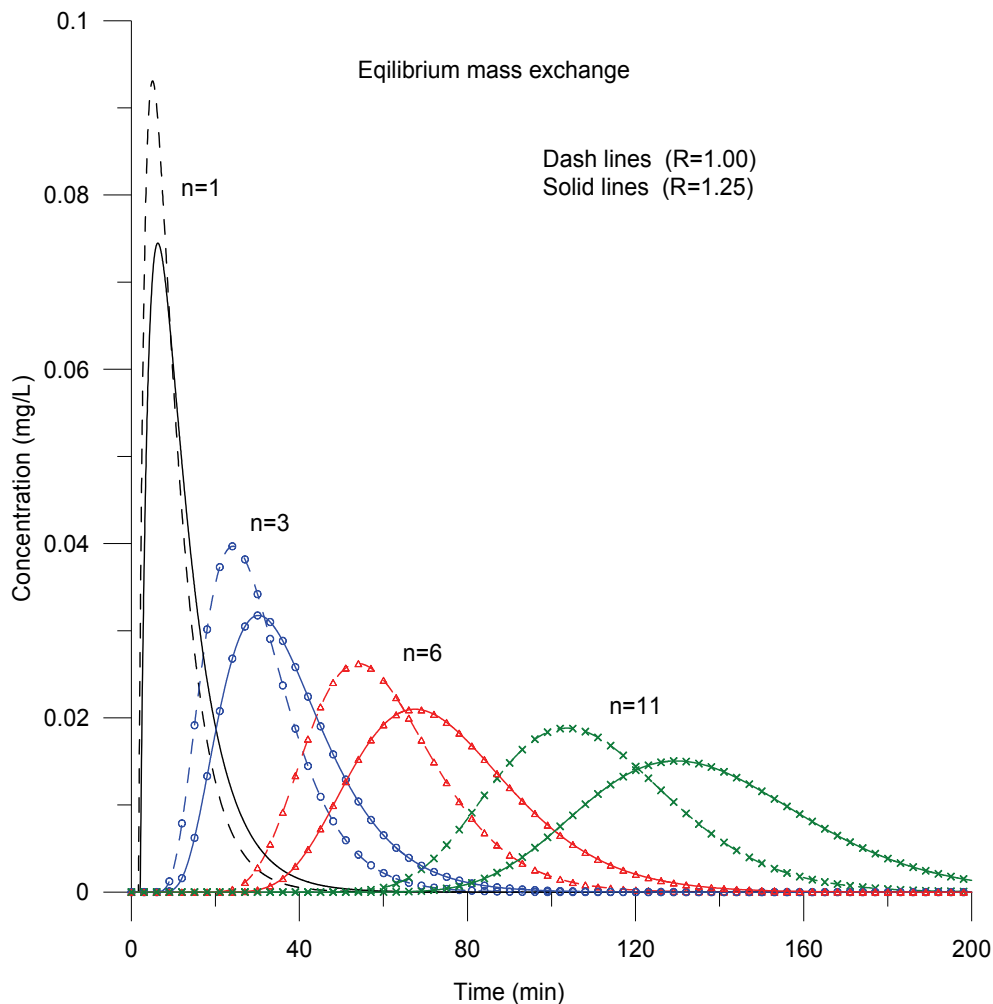 0.1
Eqilibrium mass exchange
Dash lines (R=1.00)
Solid lines (R=1.25)
n=1
0.08
0.06
Concentration (mg/L)
n=3
0.04
n=6
n=11
0.02
0
0 40 80 120 160 200
Time (min)